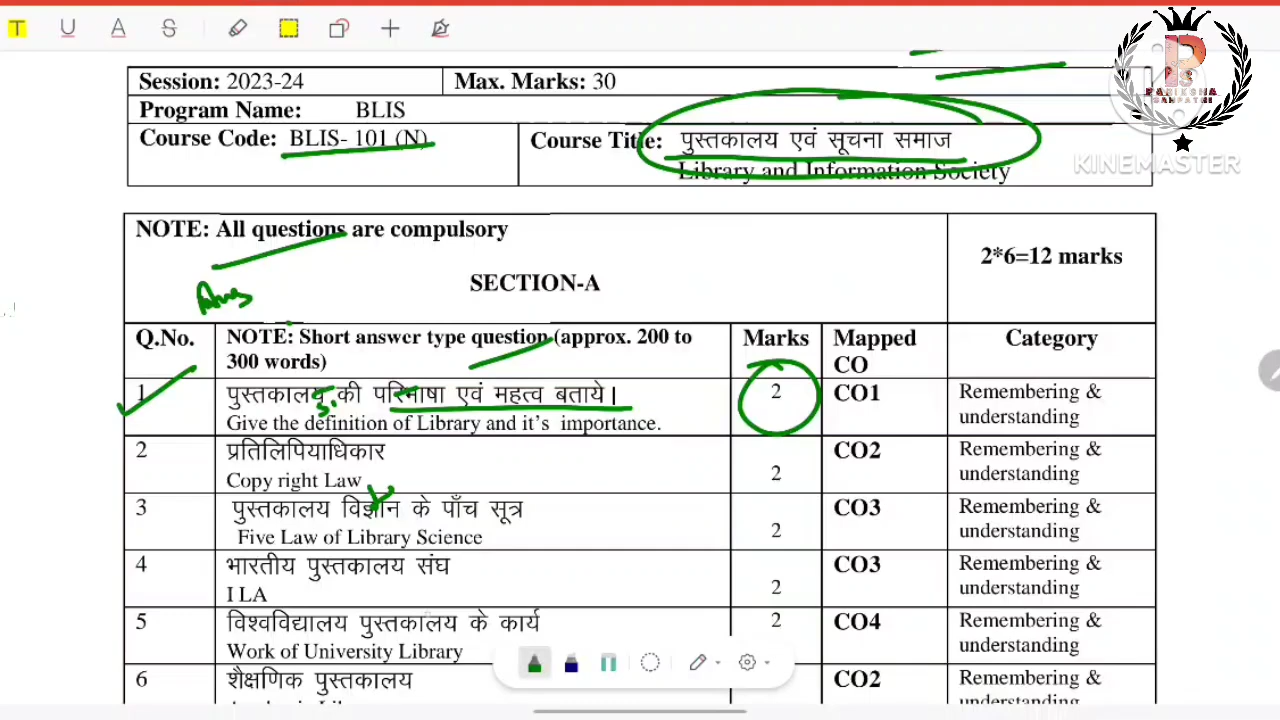 T U A S
PARIKSHA
KINEMASTER
Session: 2023-24 Max. Marks: 30
Program Name: BLIS
Course Code: BLIS- 101 (N) Course Title: पुस्तकालय एवं सूचना समाज
Library and Information Society
NOTE: All questions are compulsory
2*6=12 marks
SECTION-A
Q.No. NOTE: Short answer type question (approx. 200 to 300 words) Marks Mapped CO Category
1 पुस्तकालय की परिभाषा एवं महत्व बताये। 2 CO1 Remembering &
Give the definition of Library and it's importance. understanding
2 प्रतिलिपियाधिकार CO2 Remembering &
Copy right Law 2 understanding
3 पुस्तकालय विज्ञान के पाँच सूत्र CO3 Remembering &
Five Law of Library Science 2 understanding
4 भारतीय पुस्तकालय संघ CO3 Remembering &
I LA 2 understanding
5 विश्वविद्यालय पुस्तकालय के कार्य 2 CO4 Remembering &
Work of University Library understanding
6 शैक्षणिक पुस्तकालय CO2 Remembering &